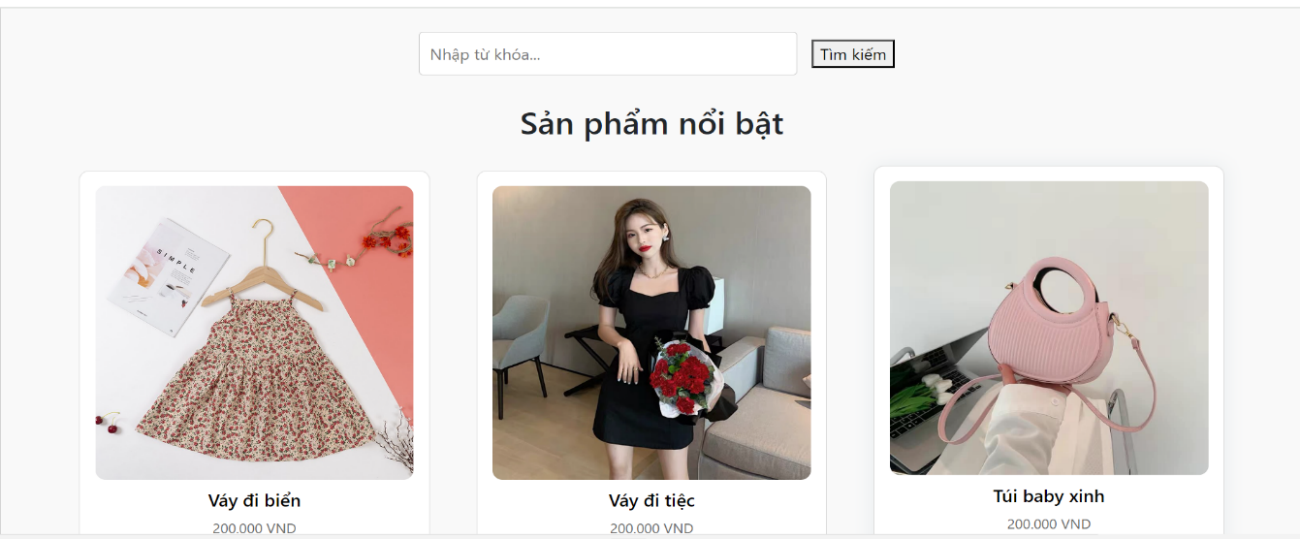 Nhập từ khóa...
Tìm kiếm
Sản phẩm nổi bật
SIMPLE
Váy đi biển
200.000 VND
Váy đi tiệc
200.000 VND
Túi baby xinh
200.000 VND